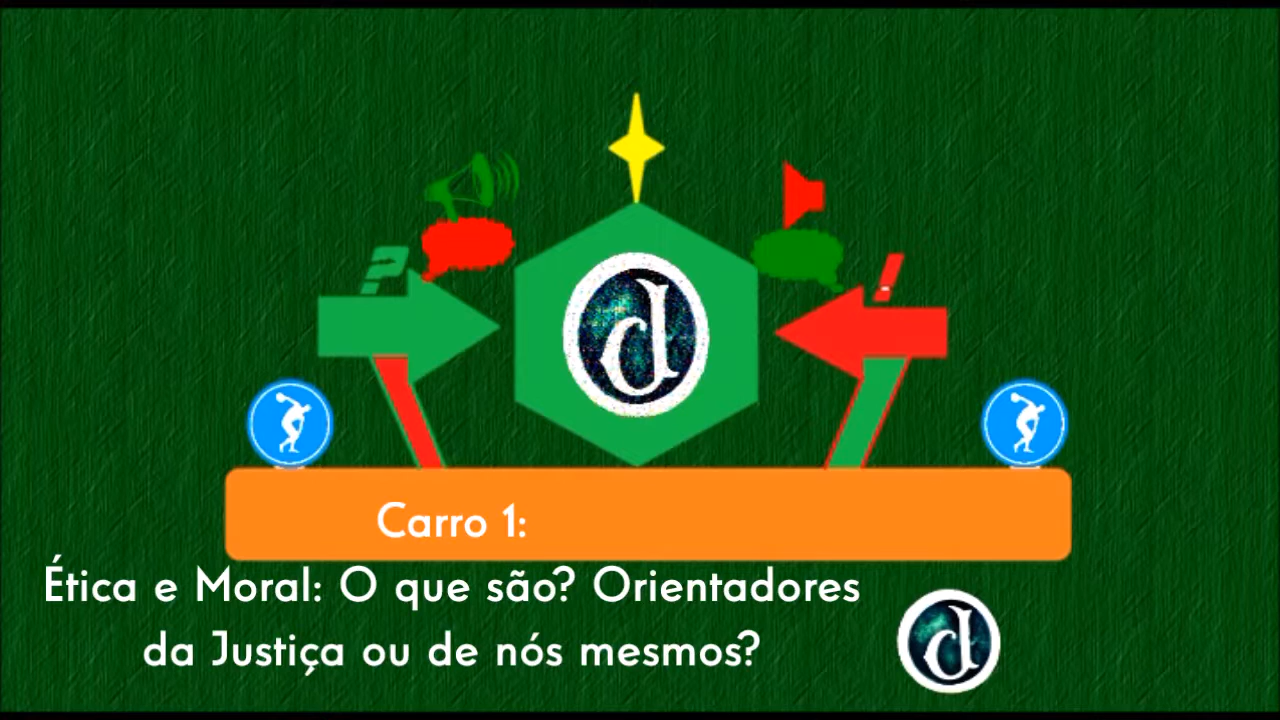 ?
!
d
Carro 1:
Ética e Moral: O que são? Orientadores
da Justiça ou de nós mesmos?
d